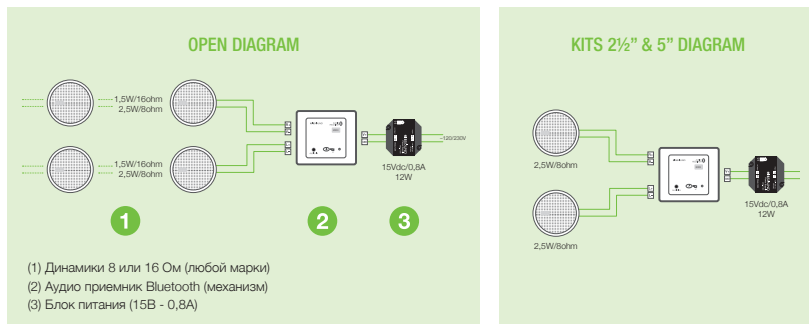 OPEN DIAGRAM
1,5W/16ohm
2,5W/8ohm
1,5W/16ohm
2,5W/8ohm
~120/230V
15Vdc/0,8A
12W
1
2
3
(1) Динамики 8 или 16 Ом (любой марки)
(2) Аудио приемник Bluetooth (механизм)
(3) Блок питания (15В - 0,8А)
KITS 2½” & 5” DIAGRAM
2,5W/8ohm
2,5W/8ohm
15Vdc/0,8A
12W